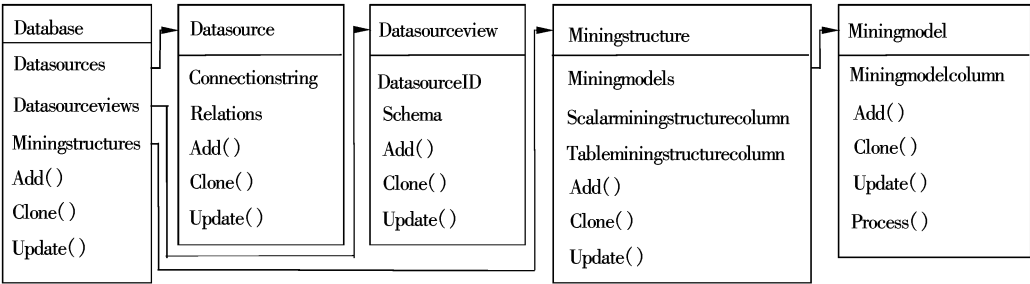 Database
Datasources
Datasourceviews
Miningstructures
Add( )
Clone( )
Update( )
Datasource
Connectionstring
Relations
Add( )
Clone( )
Update( )
Datasourceview
DatasourceID
Schema
Add( )
Clone( )
Update( )
Miningstructure
Miningmodels
Scalarminingstructurecolumn
Tableminingstructurecolumn
Add( )
Clone( )
Update( )
Miningmodel
Miningmodelcolumn
Add( )
Clone( )
Update( )
Process( )